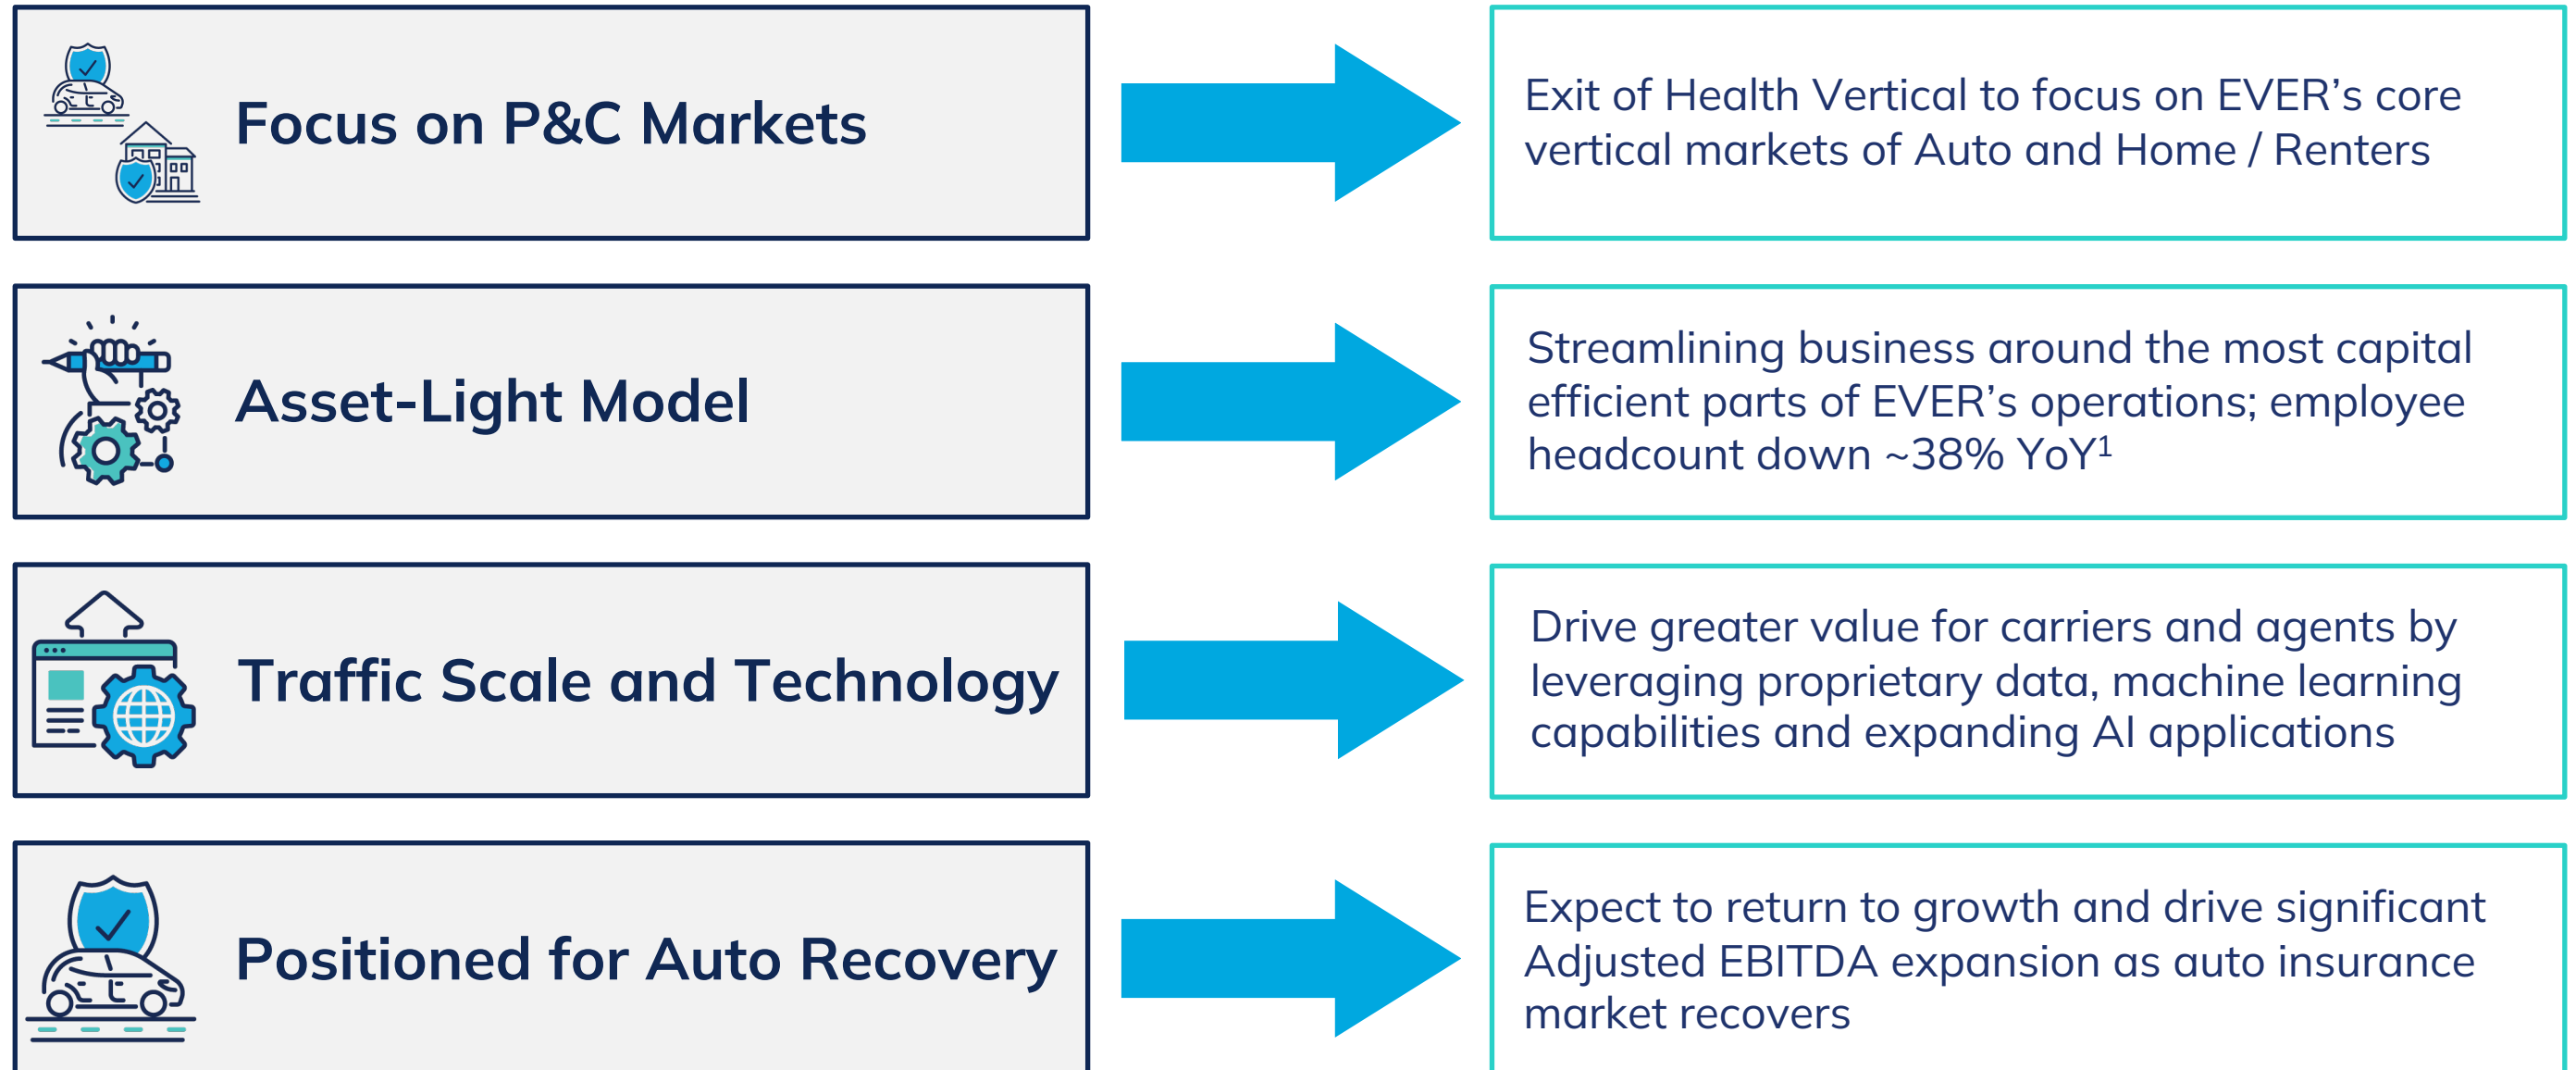 Focus on P&C Markets
Exit of Health Vertical to focus on EVER’s core
vertical markets of Auto and Home / Renters
Asset-Light Model
Streamlining business around the most capital
efficient parts of EVER’s operations; employee
headcount down ~38% YoY¹
Traffic Scale and Technology
Drive greater value for carriers and agents by
leveraging proprietary data, machine learning
capabilities and expanding AI applications
Positioned for Auto Recovery
Expect to return to growth and drive significant
Adjusted EBITDA expansion as auto insurance
market recovers